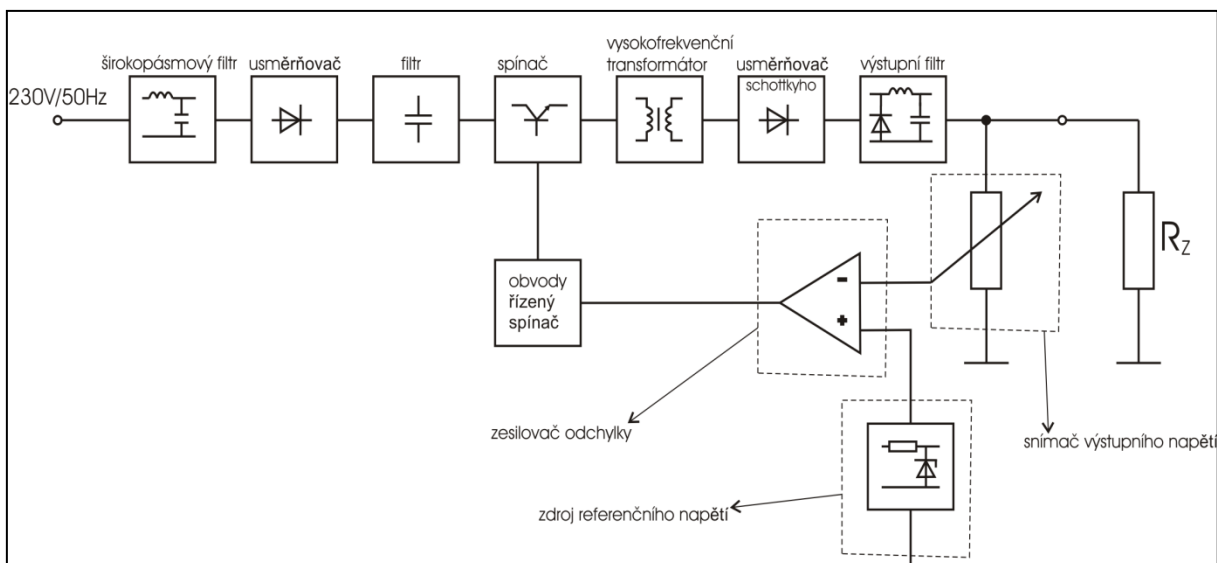 230V/50Hz
širokopásmový filtr
usměrňovač
filtr
spínač
vysokofrekvenční
transformátor
usměrňovač
schottkyho
výstupní filtr
obvody
řízený
spínač
-
+
RZ
zesilovač odchylky
snímač výstupního napětí
zdroj referenčního napětí